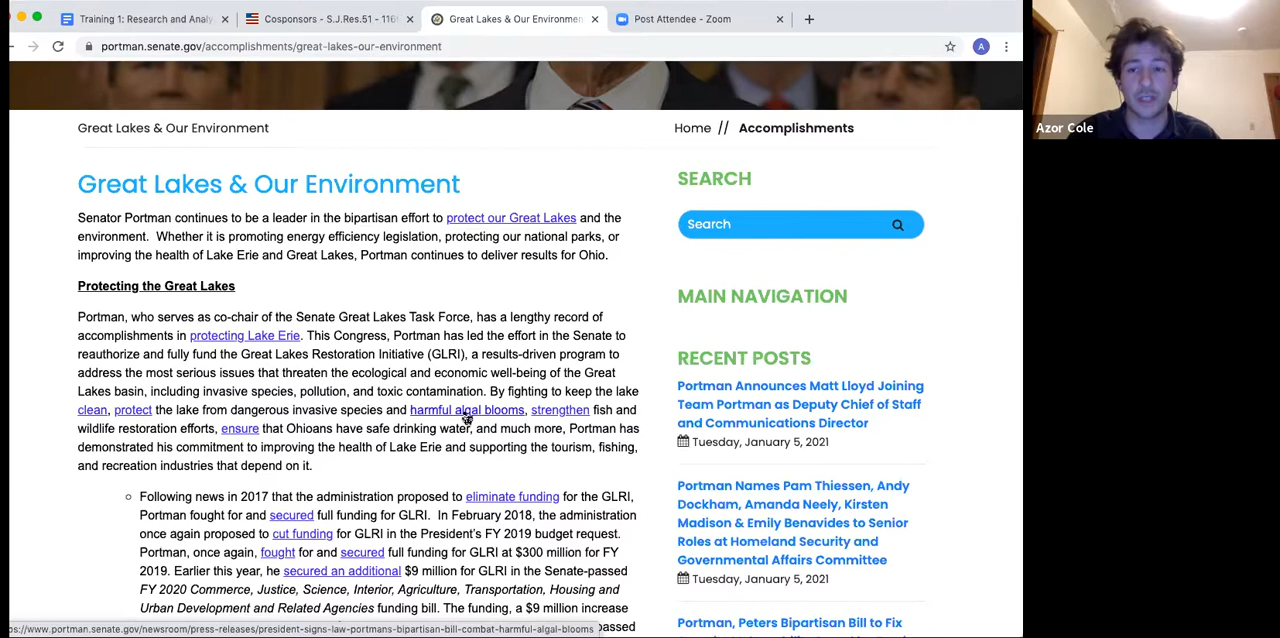 Training 1: Research and Analy
Cosponsors - S.J.Res.51 - 116
Great Lakes & Our Environmen
Post Attendee - Zoom
portman.senate.gov/accomplishments/great-lakes-our-environment
A
Azor Cole
Great Lakes & Our Environment
Home // Accomplishments
Great Lakes & Our Environment
Senator Portman continues to be a leader in the bipartisan effort to protect our Great Lakes and the
environment. Whether it is promoting energy efficiency legislation, protecting our national parks, or
improving the health of Lake Erie and Great Lakes, Portman continues to deliver results for Ohio.
Protecting the Great Lakes
Portman, who serves as co-chair of the Senate Great Lakes Task Force, has a lengthy record of
accomplishments in protecting Lake Erie. This Congress, Portman has led the effort in the Senate to
reauthorize and fully fund the Great Lakes Restoration Initiative (GLRI), a results-driven program to
address the most serious issues that threaten the ecological and economic well-being of the Great
Lakes basin, including invasive species, pollution, and toxic contamination. By fighting to keep the lake
clean, protect the lake from dangerous invasive species and harmful algal blooms, strengthen fish and
wildlife restoration efforts, ensure that Ohioans have safe drinking water, and much more, Portman has
demonstrated his commitment to improving the health of Lake Erie and supporting the tourism, fishing,
and recreation industries that depend on it.
Following news in 2017 that the administration proposed to eliminate funding for the GLRI,
Portman fought for and secured full funding for GLRI. In February 2018, the administration
once again proposed to cut funding for GLRI in the President's FY 2019 budget request.
Portman, once again, fought for and secured full funding for GLRI at $300 million for FY
2019. Earlier this year, he secured an additional $9 million for GLRI in the Senate-passed
FY 2020 Commerce, Justice, Science, Interior, Agriculture, Transportation, Housing and
Urban Development and Related Agencies funding bill. The funding, a $9 million increase
passed
ps://www.portman.senate.gov/newsroom/press-releases/president-signs-law-portmans-bipartisan-bill-combat-harmful-algal-blooms
SEARCH
Search
MAIN NAVIGATION
RECENT POSTS
Portman Announces Matt Lloyd Joining
Team Portman as Deputy Chief of Staff
and Communications Director
Tuesday, January 5, 2021
Portman Names Pam Thiessen, Andy
Dockham, Amanda Neely, Kirsten
Madison & Emily Benavides to Senior
Roles at Homeland Security and
Governmental Affairs Committee
Tuesday, January 5, 2021
Portman, Peters Bipartisan Bill to Fix